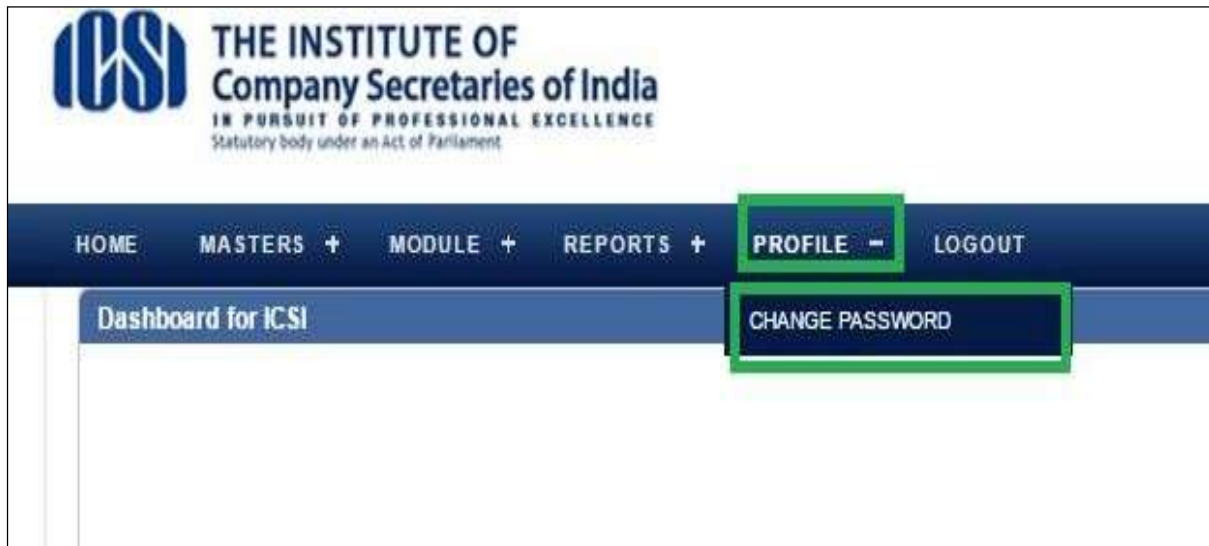 ICSI
THE INSTITUTE OF
Company Secretaries of India
IN PURSUIT OF PROFESSIONAL EXCELLENCE
Statutory body under an Act of Parliament
HOME MASTERS + MODULE + REPORTS + PROFILE - LOGOUT
Dashboard for ICSI
CHANGE PASSWORD